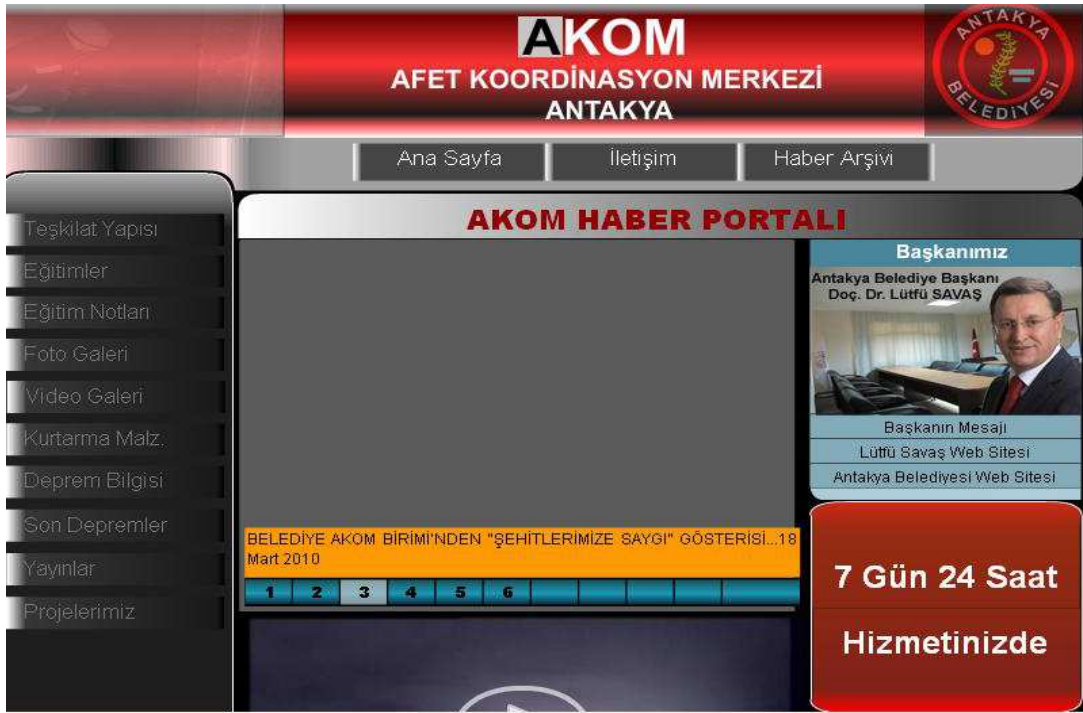 AKOM
AFET KOORDİNASYON MERKEZİ
ANTAKYA
ANTAKYA
BELEDİYESİ
Ana Sayfa
İletişim
Haber Arşivi
Teşkilat Yapısı
Eğitimler
Eğitim Notları
Foto Galeri
Video Galeri
Kurtarma Malz.
Deprem Bilgisi
Son Depremler
Yayınlar
Projelerimiz
AKOM HABER PORTALI
BELEDİYE AKOM BİRİMİ'NDEN "ŞEHİTLERİMİZE SAYGI" GÖSTERİSİ...18
Mart 2010
1 2 3 4 5 6
Başkanımız
Antakya Belediye Başkanı
Doç. Dr. Lütfü SAVAŞ
Başkanın Mesajı
Lütfü Savaş Web Sitesi
Antakya Belediyesi Web Sitesi
7 Gün 24 Saat
Hizmetinizde